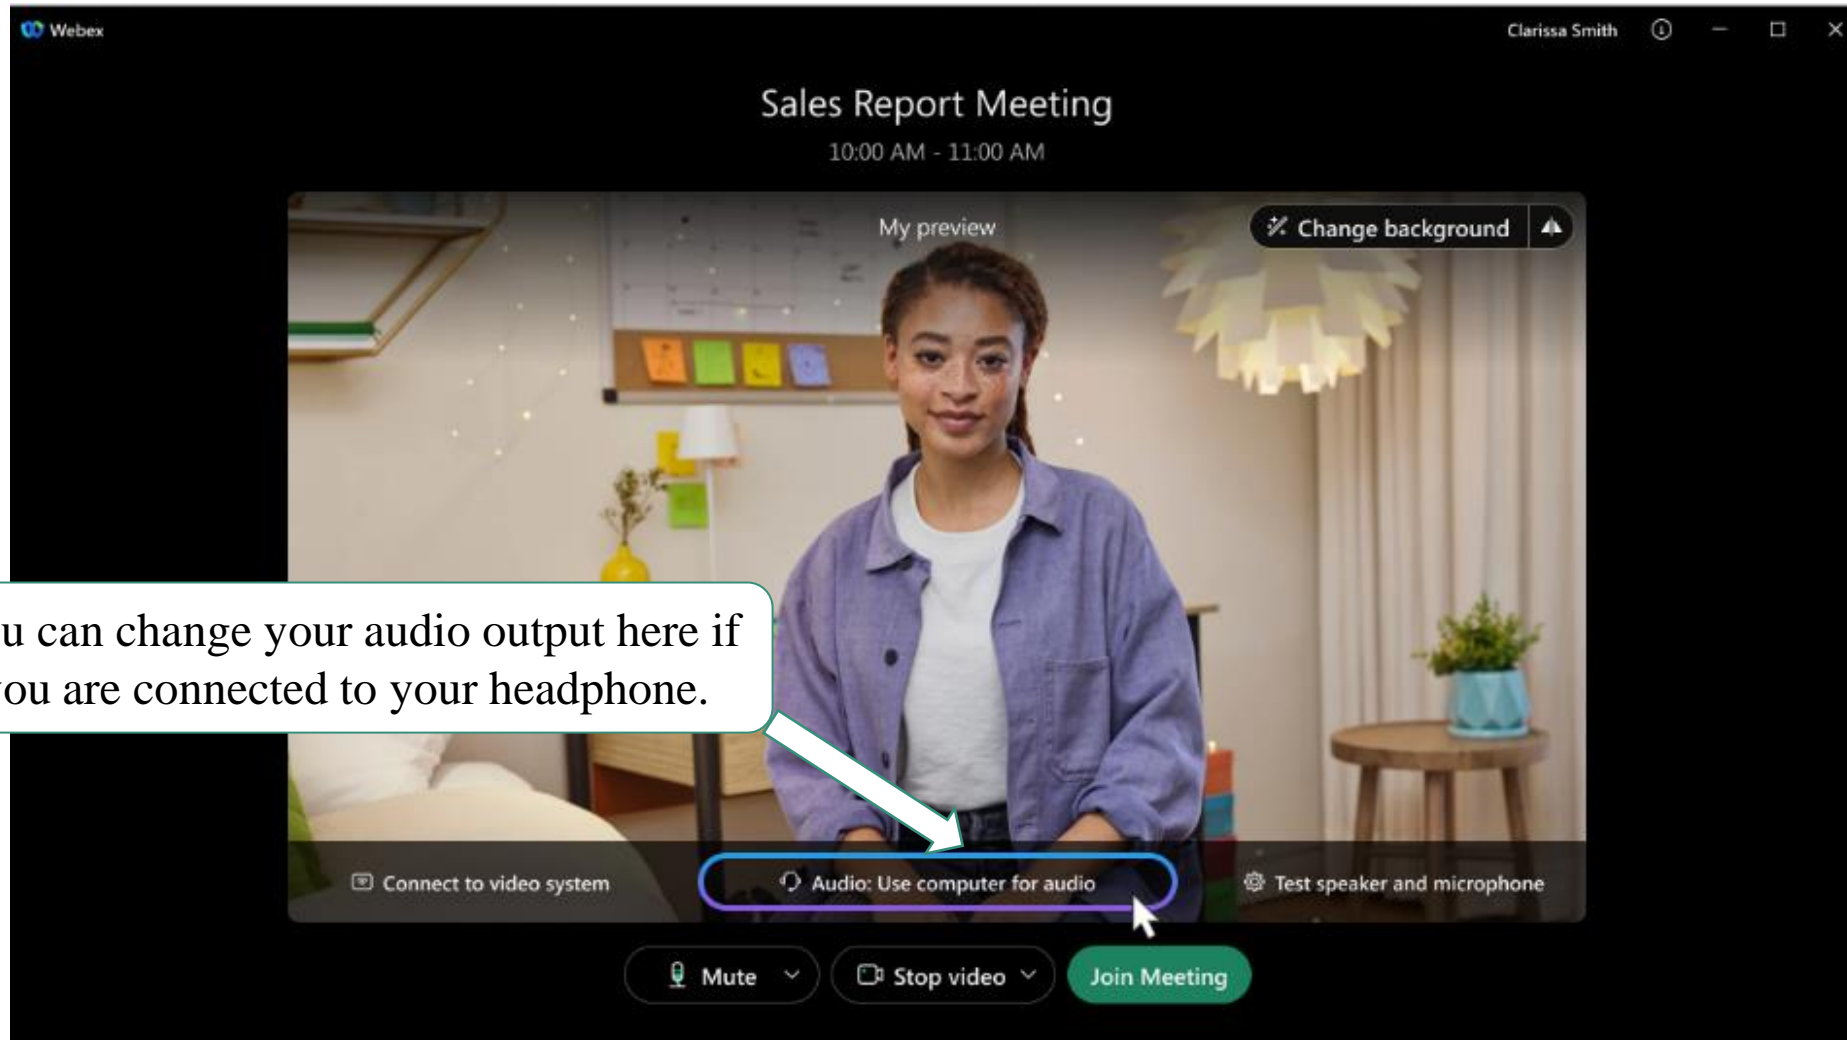 Webex
Clarissa Smith
Sales Report Meeting
10:00 AM - 11:00 AM
My preview
Change background
u can change your audio output here if
ou are connected to your headphone.
Connect to video system
Audio: Use computer for audio
Test speaker and microphone
Mute
Stop video
Join Meeting